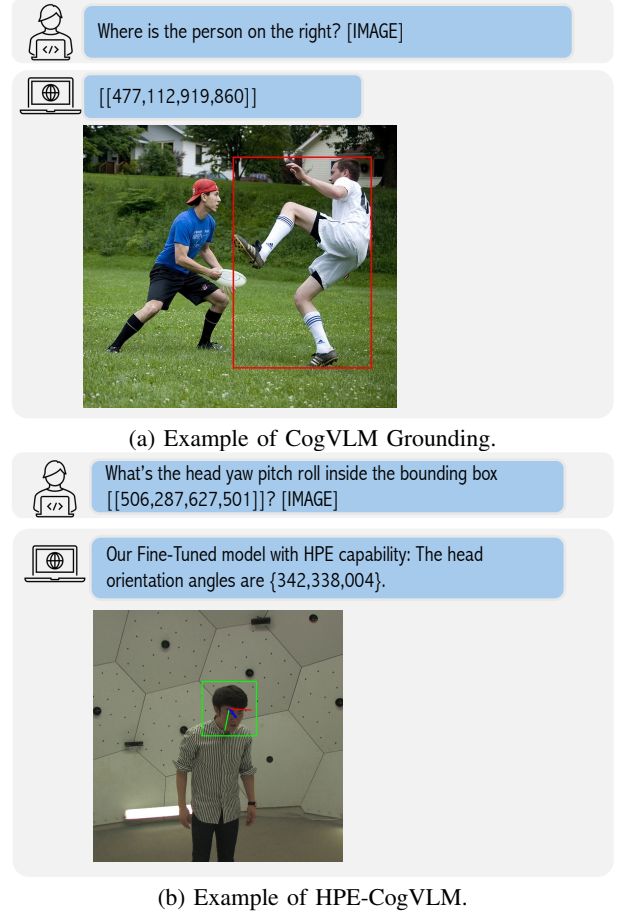 Where is the person on the right? [IMAGE]
[[477,112,919,860]]
(a) Example of CogVLM Grounding.
What's the head yaw pitch roll inside the bounding box
[[506,287,627,501]]? [IMAGE]
Our Fine-Tuned model with HPE capability: The head
orientation angles are {342,338,004}.
(b) Example of HPE-CogVLM.